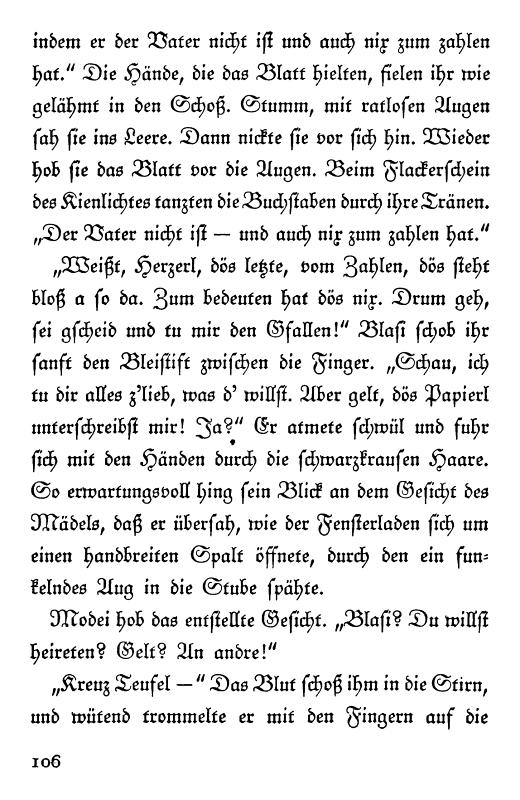 indem er der Vater nicht iſt und auch nix zum zahlen
hat.“ Die Hände, die das Blatt hielten, fielen ihr wie
gelähmt in den Schoß. Stumm, mit ratloſen Augen
ſah ſie ins Leere. Dann nickte ſie vor ſich hin. Wieder
hob ſie das Blatt vor die Augen. Beim Flackerſchein
des Kienlichtes tanzten die Buchſtaben durch ihre Tränen.
„Der Vater nicht iſt — und auch nix zum zahlen hat.“
„Weißt, Herzerl, dös letzte, vom Zahlen, dös ſteht
bloß a ſo da. Zum bedeuten hat dös nix. Drum geh,
ſei gſcheid und tu mir den Gfallen!“ Blaſi ſchob ihr
ſanft den Bleiſtift zwiſchen die Finger. „Schau, ich
tu dir alles z’lieb, was d’ willſt. Aber gelt, dös Papierl
unterſchreibſt mir! Ja?“ Er atmete ſchwül und fuhr
ſich mit den Händen durch die ſchwarzkrauſen Haare.
So erwartungsvoll hing ſein Blick an dem Geſicht des
Mädels, daß er überſah, wie der Fenſterladen ſich um
einen handbreiten Spalt öffnete, durch den ein fun⸗
kelndes Aug in die Stube ſpähte.
Modei hob das entſtellte Geſicht. „Blaſi? Du willſt
heireten? Gelt? An andre!“
„Kreuz Teufel —“ Das Blut ſchoß ihm in die Stirn,
und wütend trommelte er mit den Fingern auf die
106